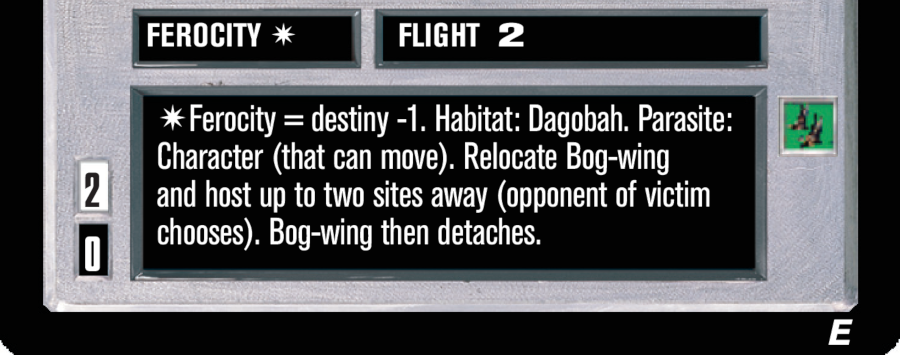 FEROCITY ✷ FLIGHT 2
✷ Ferocity = destiny -1. Habitat: Dagobah. Parasite:
Character (that can move). Relocate Bog-wing
and host up to two sites away (opponent of victim
chooses). Bog-wing then detaches.
2
0
E